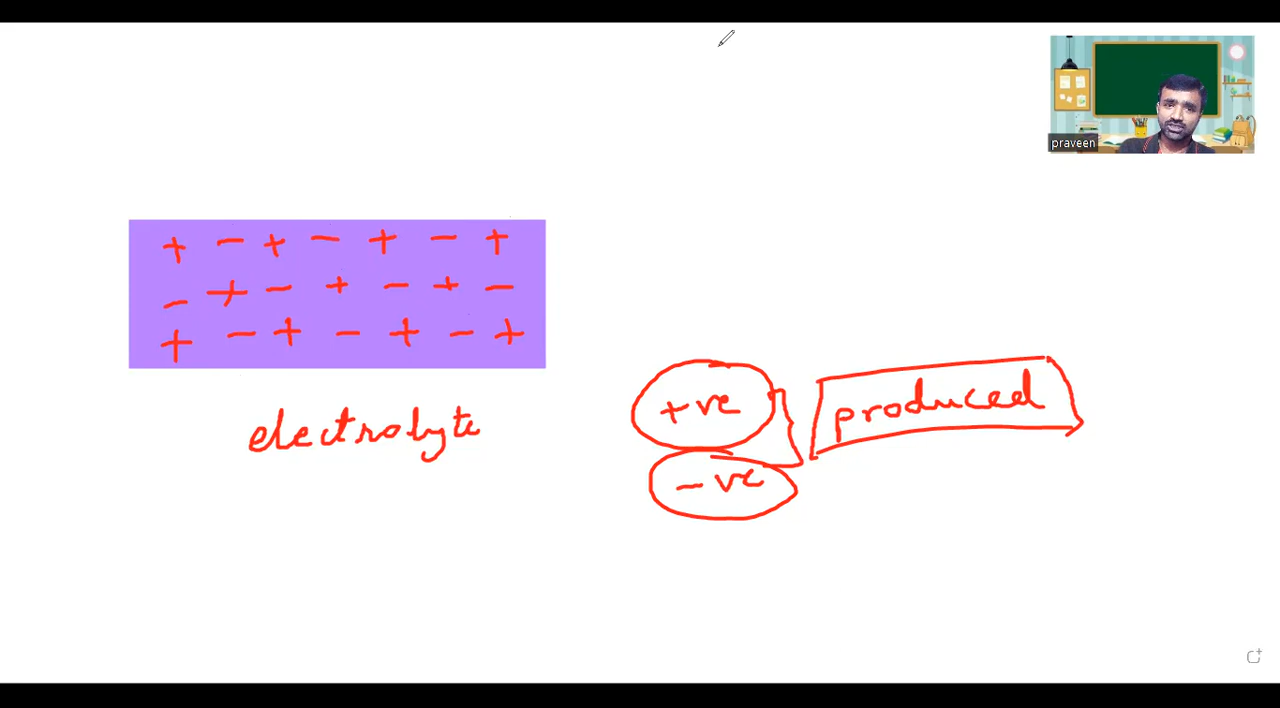 praveen
+ - + - + - +
- + - + - + -
+ - + - + - +
electrolyte
+ve
- ve
produced